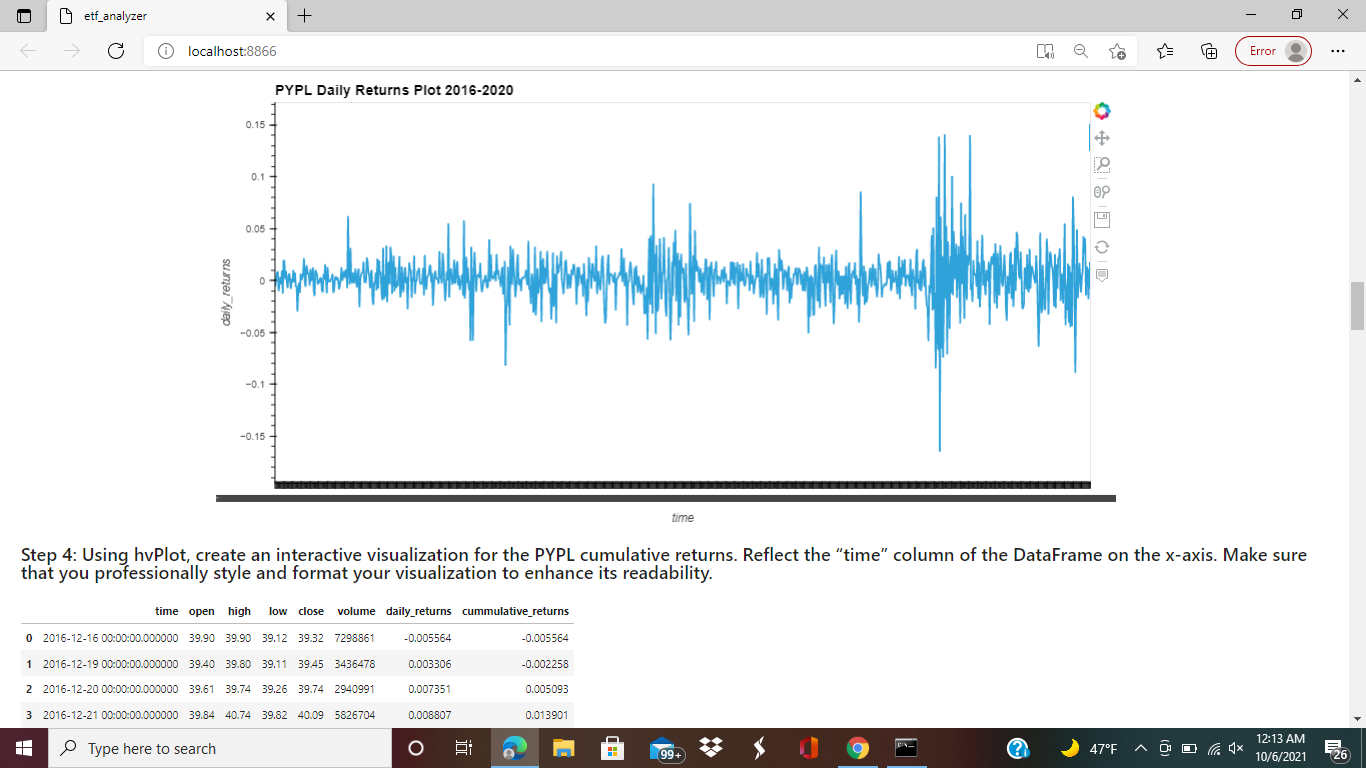 etf_analyzer
localhost:8866
Error
PYPL Daily Returns Plot 2016-2020
0.15
0.1
0.05
0
−0.05
−0.1
−0.15
daily_returns
time
Step 4: Using hvPlot, create an interactive visualization for the PYPL cumulative returns. Reflect the “time” column of the DataFrame on the x-axis. Make sure
that you professionally style and format your visualization to enhance its readability.
time open high low close volume daily_returns cummulative_returns
0 2016-12-16 00:00:00.000000 39.90 39.90 39.12 39.32 7298861 -0.005564 -0.005564
1 2016-12-19 00:00:00.000000 39.40 39.80 39.11 39.45 3436478 0.003306 -0.002258
2 2016-12-20 00:00:00.000000 39.61 39.74 39.26 39.74 2940991 0.007351 0.005093
3 2016-12-21 00:00:00.000000 39.84 40.74 39.82 40.09 5826704 0.008807 0.013901
Type here to search
99+
47°F
12:13 AM
10/6/2021
26